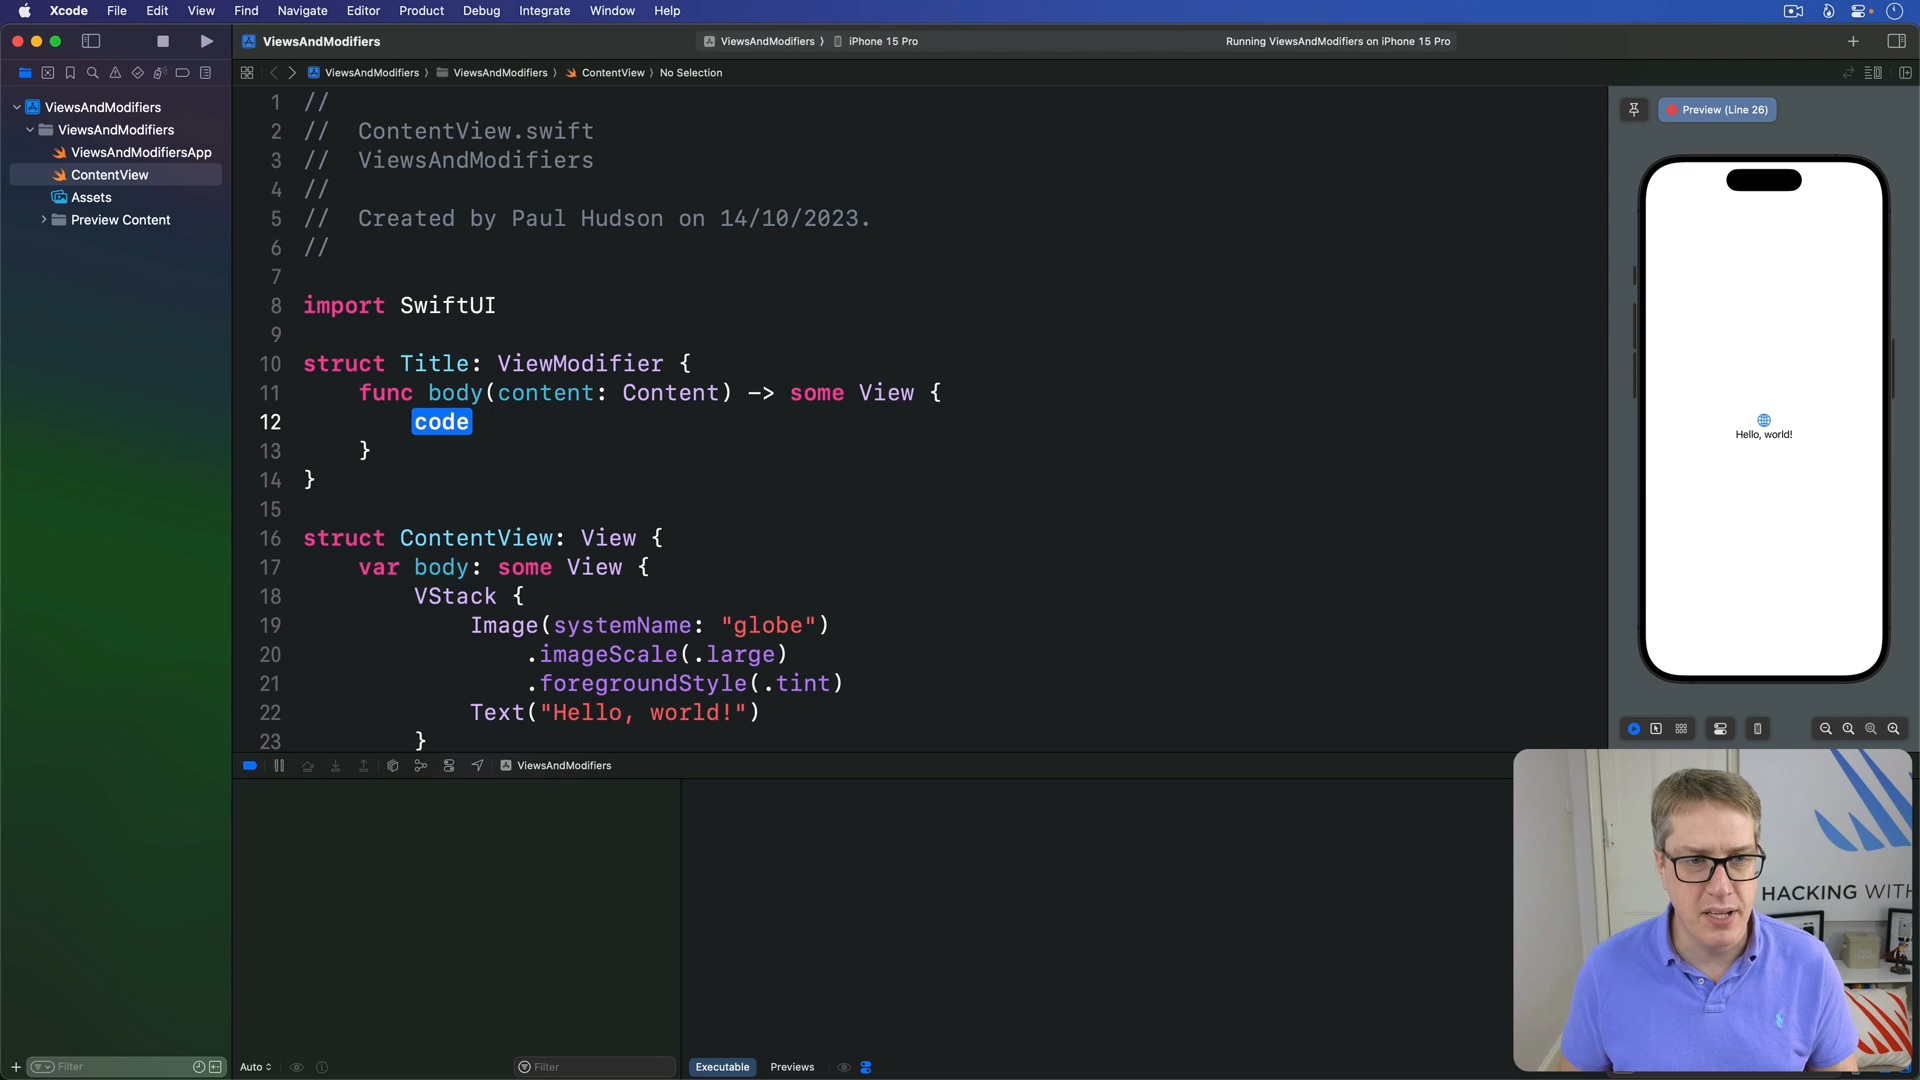 Xcode File Edit View Find Navigate Editor Product Debug Integrate Window Help
ViewsAndModifiers
ViewsAndModifiers ⟩ iPhone 15 Pro
Running ViewsAndModifiers on iPhone 15 Pro
ViewsAndModifiers ⟩ ViewsAndModifiers ⟩ ContentView ⟩ No Selection
ViewsAndModifiers
ViewsAndModifiers
ViewsAndModifiersApp
ContentView
Assets
Preview Content
1 //
2 //  ContentView.swift
3 //  ViewsAndModifiers
4 //
5 //  Created by Paul Hudson on 14/10/2023.
6 //
7
8 import SwiftUI
9
10 struct Title: ViewModifier {
11     func body(content: Content) -> some View {
12         code
13     }
14 }
15
16 struct ContentView: View {
17     var body: some View {
18         VStack {
19             Image(systemName: "globe")
20                 .imageScale(.large)
21                 .foregroundStyle(.tint)
22             Text("Hello, world!")
23         }
Preview (Line 26)
Hello, world!
ViewsAndModifiers
HACKING WITH
Filter
Auto
Filter
Executable
Previews